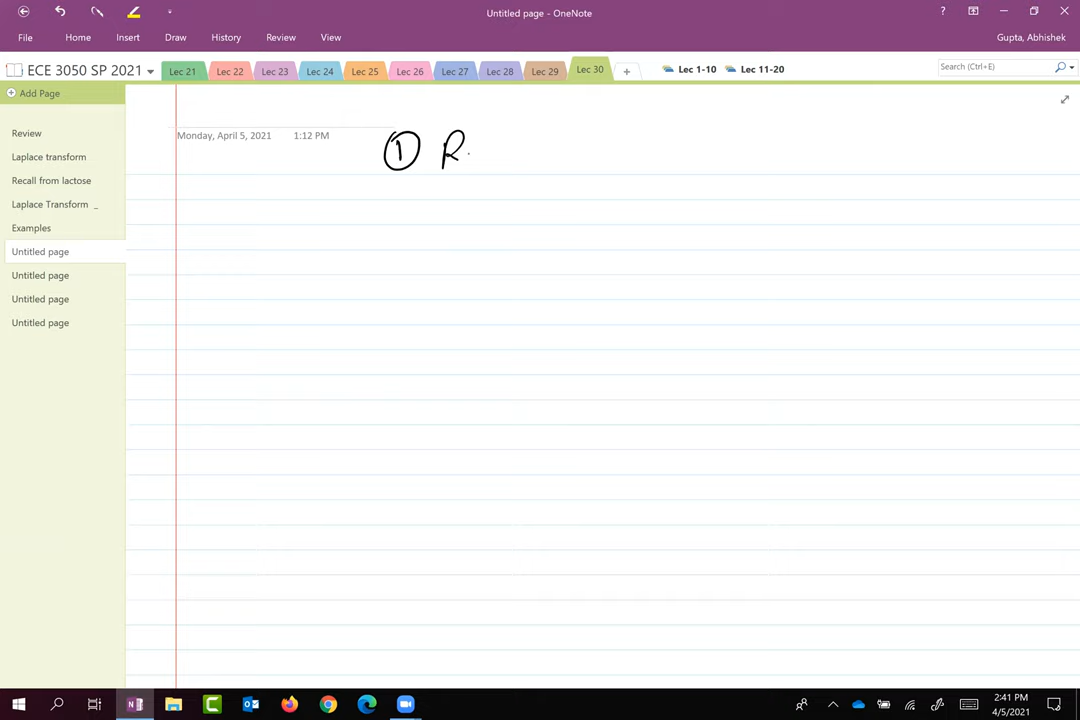 Untitled page - OneNote
?
File Home Insert Draw History Review View
Gupta, Abhishek
ECE 3050 SP 2021
Lec 21 Lec 22 Lec 23 Lec 24 Lec 25 Lec 26 Lec 27 Lec 28 Lec 29 Lec 30 + Lec 1-10 Lec 11-20
Search (Ctrl+E)
Add Page
Review
Laplace transform
Recall from lactose
Laplace Transform _
Examples
Untitled page
Untitled page
Untitled page
Untitled page
Monday, April 5, 2021 1:12 PM
① R
2:41 PM
4/5/2021